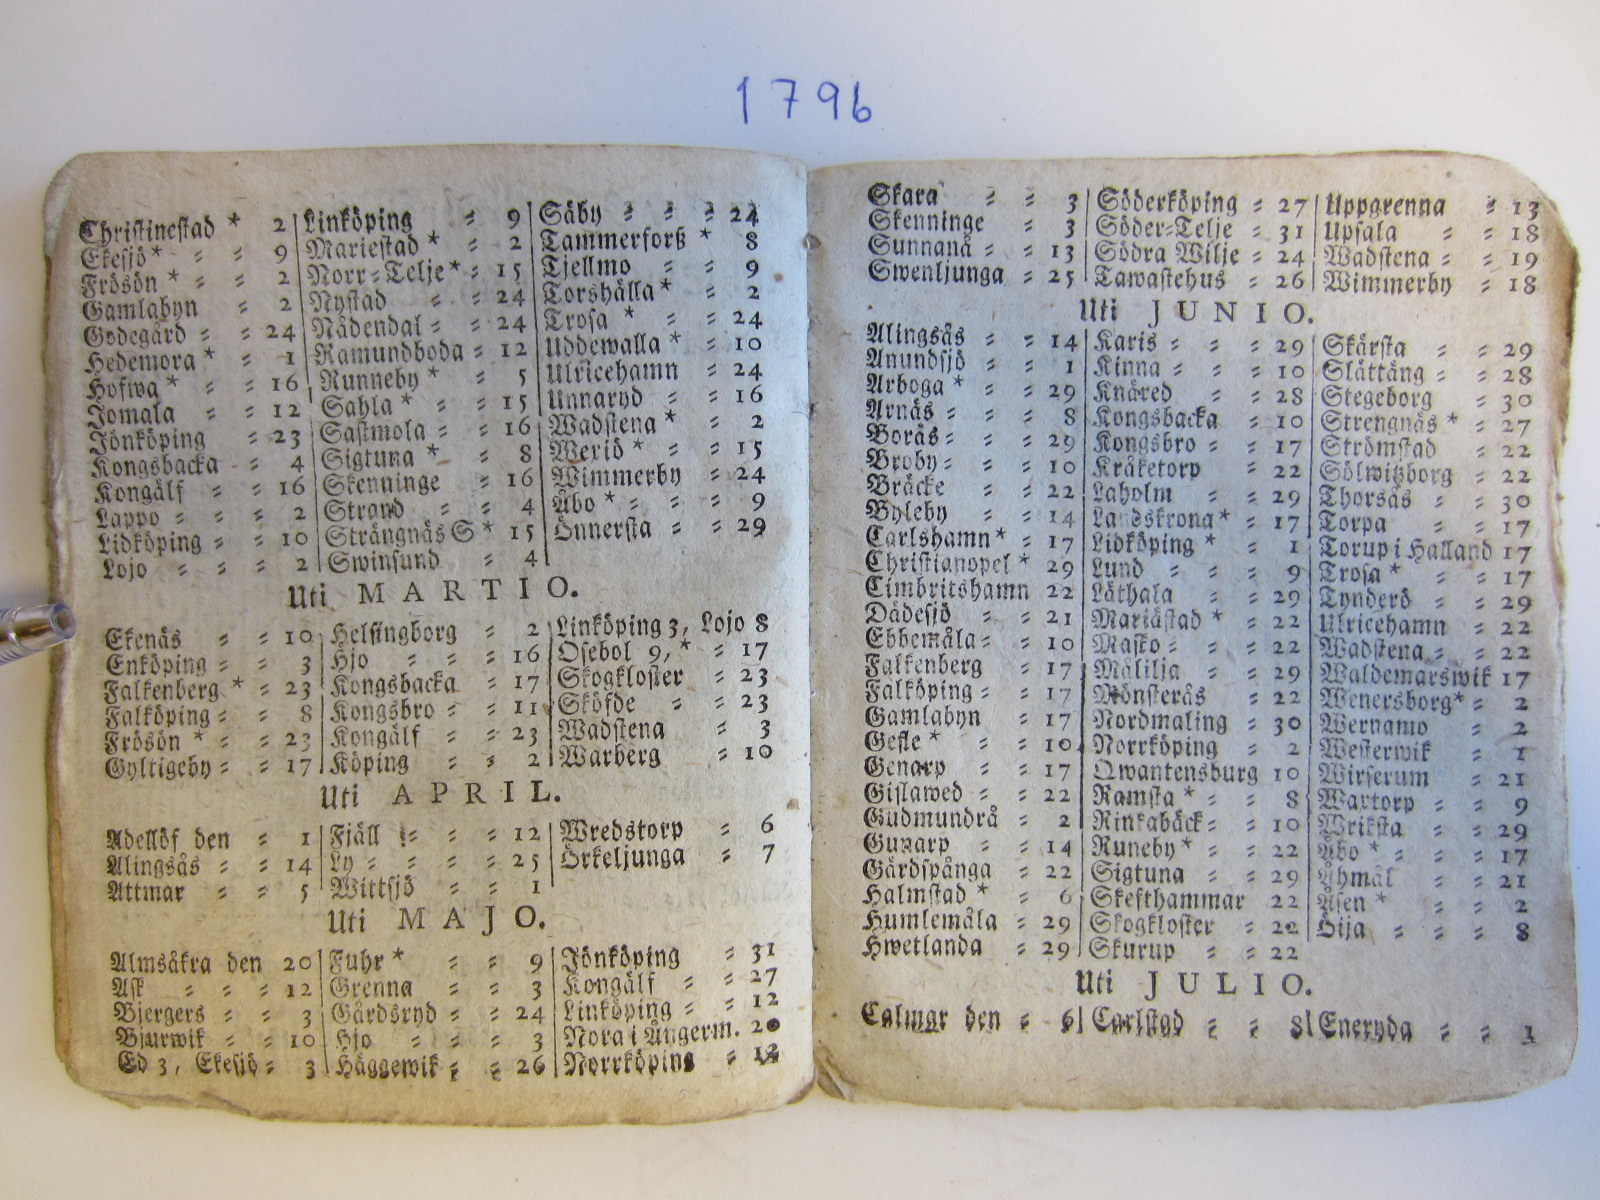 1796
Christinestad * 2 Linköping = 9 Säby = = = 24
Ekesjö * = = 9 Mariestad * = 2 Tammerforß * 8
Frösön * = = 2 Norr=Telje * = 15 Tjellmo = 9
Gamlabyn = 2 Nystad = = 24 Torshälla * = 2
Godegård = = 24 Nådendal = = 24 Trosa * = = 24
Hedemora * = 1 Ramundboda = 12 Uddewalla * = 10
Hofwa * = = 16 Runneby * = 5 Ulricehamn = 24
Jomala = = 12 Sahla * = = 15 Unnaryd = = 16
Jönköping = 23 Sastmola = = 16 Wadstena * = 2
Kongsbacka = 4 Sigtuna * = 8 Weriö * = = 15
Kongälf = = 16 Skenninge = 16 Wimmerby = 24
Lappo = = = 2 Strand = = 4 Åbo * = = = 9
Lidköping = = 10 Strängnäs S * 15 Önnersta = = 29
Lojo = = = 2 Swinsund = 4
Uti MARTIO.
Ekenäs = = 10 Helsingborg = 2 Linköping 3, Lojo 8
Enköping = = 3 Hjo = = = 16 Osebol 9, * = 17
Falkenberg * = 23 Kongsbacka = 17 Skogkloster = 23
Falköping = = 8 Kongsbro = = 11 Sköfde = = 23
Frösön * = = 23 Kongälf = = 23 Wadstena = 3
Gyltigeby = = 17 Köping = = 2 Warberg = 10
Uti APRIL.
Adellöf den = 1 Fjäll = = = 12 Wredstorp = 6
Alingsås = = 14 Ly = = = 25 Örkeljunga = 7
Attmar = = 5 Wittsjö = = 1
Uti MAJO.
Almsåkra den 20 Fuhr * = = 9 Jönköping = 31
Ask = = = 12 Grenna = = 3 Kongälf = = 27
Bjergers = = 3 Gårdsryd = = 24 Linköping = = 12
Bjurwik = = 10 Hjo = = = 3 Nora i Ångerm. 20
Ed 3, Ekesjö = 3 Häggewik = = 26 Norrköping = 12
Skara = = 3 Söderköping = 27 Uppgrenna = 13
Skenninge = 3 Söder=Telje = 31 Upsala = = 18
Sunnanå = = 13 Södra Wilje = 24 Wadstena = = 19
Swenljunga = 25 Tawastehus = 26 Wimmerby = 18
Uti JUNIO.
Alingsås = = 14 Karis = = = 29 Skärsta = = 29
Anundsjö = 1 Kinna = = = 10 Slättäng = = 28
Arboga * = = 29 Knäred = = 28 Stegeborg = 30
Arnäs = = = 8 Kongsbacka = 10 Strengnäs * = 27
Borås = = = 29 Kongsbro = = 17 Strömstad = 22
Broby = = = 10 Kräketorp = 22 Sölwitzborg = 22
Bräcke = = 22 Laholm = = 29 Thorsås = = 30
Byleby = = 14 Landskrona * = 17 Torpa = = 17
Carlshamn * = 17 Lidköping * = 1 Torup i Halland 17
Christianopel * 29 Lund = = = 9 Trosa * = = 17
Cimbritshamn 22 Läthala = = 29 Tynderö = = 29
Dädesjö = = 21 Mariästad * = 22 Ulricehamn = 22
Ebbemåla = = 10 Masko = = = 22 Wadstena = = 22
Falkenberg = 17 Målilja = = 29 Waldemarswik 17
Falköping = = 17 Mönsterås = 22 Wenersborg * = 2
Gamlabyn = 17 Nordmaling = 30 Wernamo = 2
Gefle * = = 10 Norrköping = 2 Westerwik = 1
Genarp = = 17 Qwantensburg 10 Wirserum = 21
Gislawed = = 22 Ramsta * = = 8 Wartorp = = 9
Gudmundrå = 2 Rinkabäck = = 10 Wriksta = = 29
Gunarp = = 14 Runeby * = = 22 Åbo * = = = 17
Gårdspånga = 22 Sigtuna = = 29 Åhmål = = 21
Halmstad * = 6 Skefthammar 22 Åsen * = = 2
Humlemåla = 29 Skogkloster = 22 Öija = = = 8
Hwetlanda = 29 Skurup = = 22
Uti JULIO.
Calmar den = 6 Carlstad = = 8 Eneryda = = 1